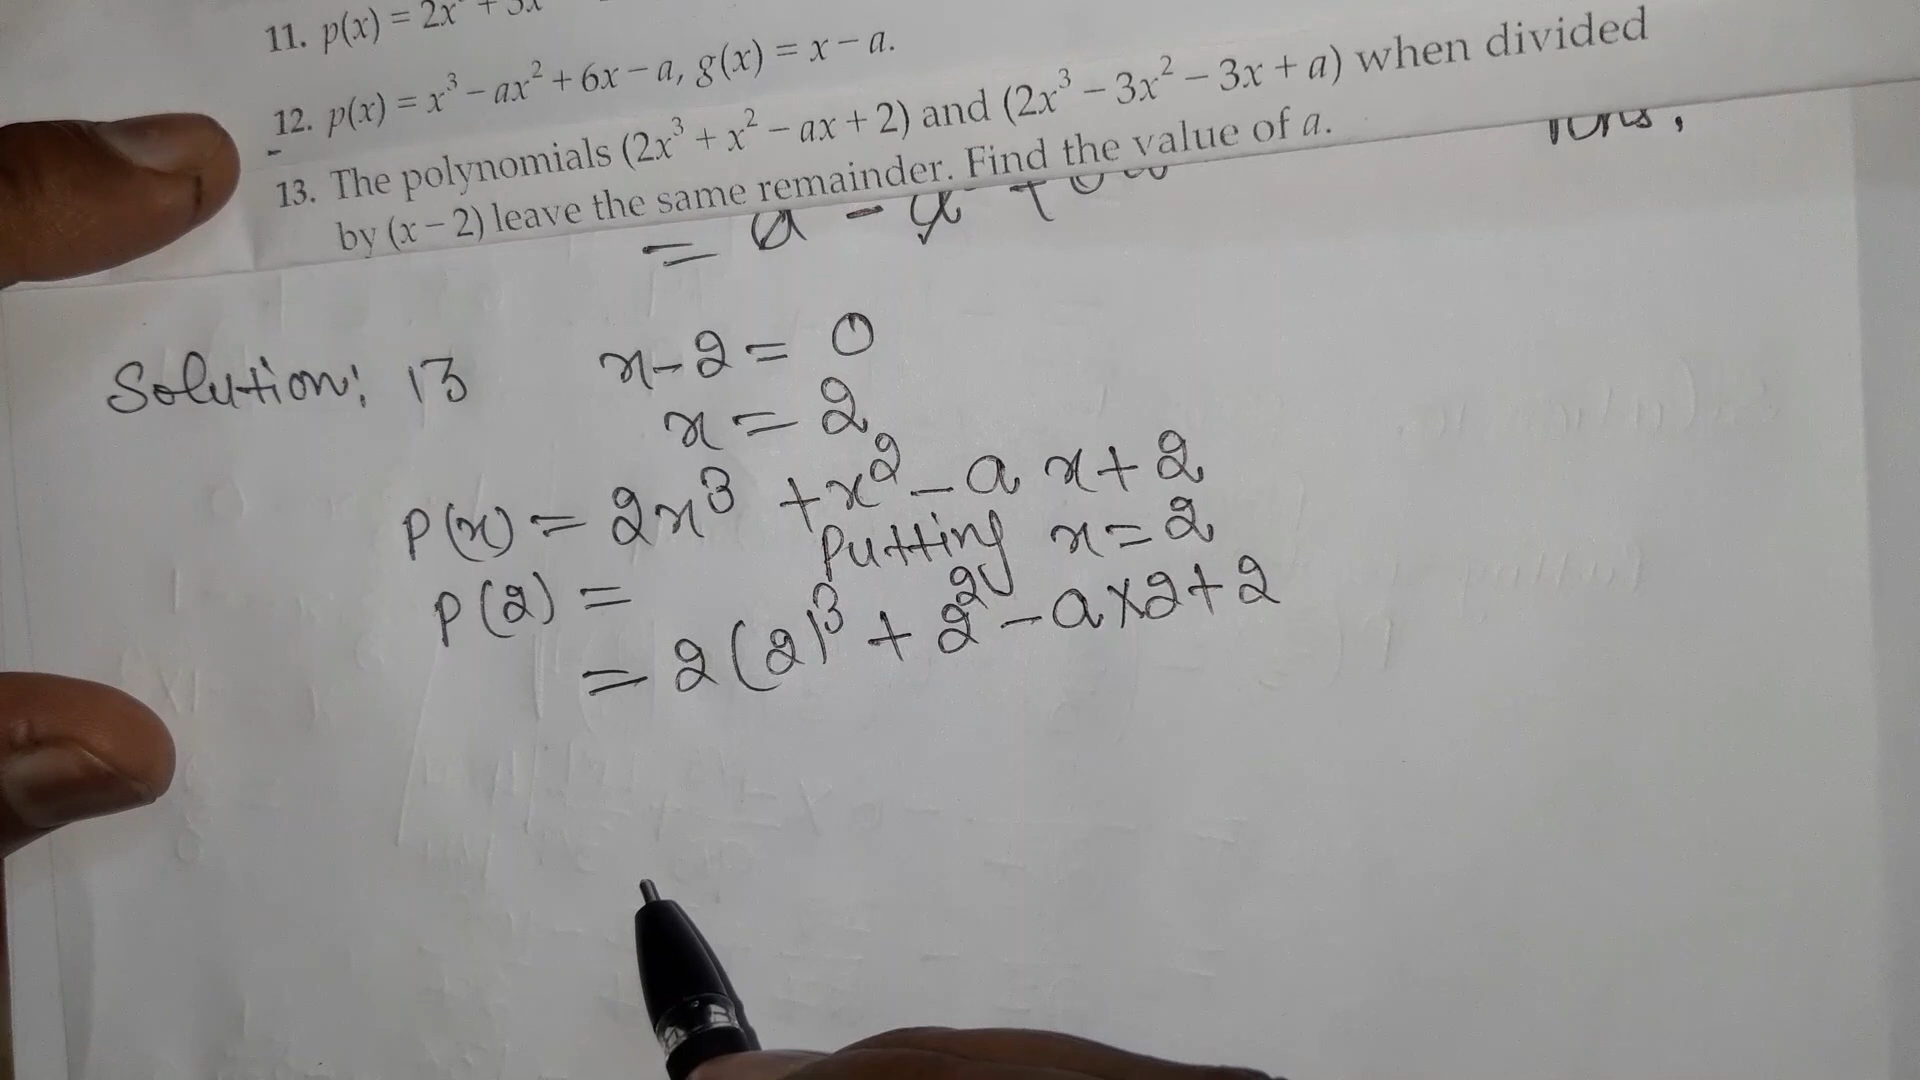 11. p(x) = 2x
12. p(x) = x³ − ax² + 6x − a, g(x) = x − a.
13. The polynomials (2x³ + x² − ax + 2) and (2x³ − 3x² − 3x + a) when divided
by (x − 2) leave the same remainder. Find the value of a.
= a −
Solution: 13 x − 2 = 0
x = 2
P(x) = 2x³ + x² − a x + 2
Putting x = 2
P(2) =
= 2(2)³ + 2² − a × 2 + 2